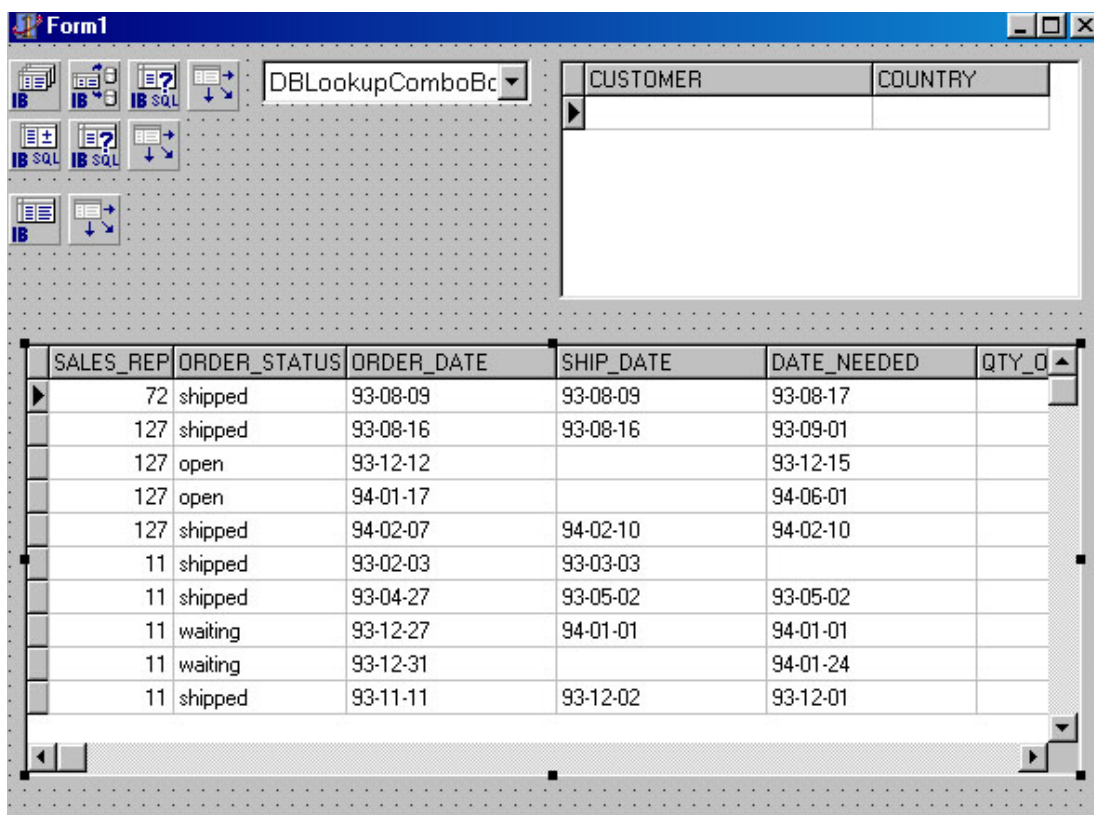 Form1
IB IB IB SQL
DBLookupComboBo
CUSTOMER COUNTRY
IB SQL IB SQL
IB
SALES_REP ORDER_STATUS ORDER_DATE SHIP_DATE DATE_NEEDED QTY_O
72 shipped 93-08-09 93-08-09 93-08-17
127 shipped 93-08-16 93-08-16 93-09-01
127 open 93-12-12 93-12-15
127 open 94-01-17 94-06-01
127 shipped 94-02-07 94-02-10 94-02-10
11 shipped 93-02-03 93-03-03
11 shipped 93-04-27 93-05-02 93-05-02
11 waiting 93-12-27 94-01-01 94-01-01
11 waiting 93-12-31 94-01-24
11 shipped 93-11-11 93-12-02 93-12-01